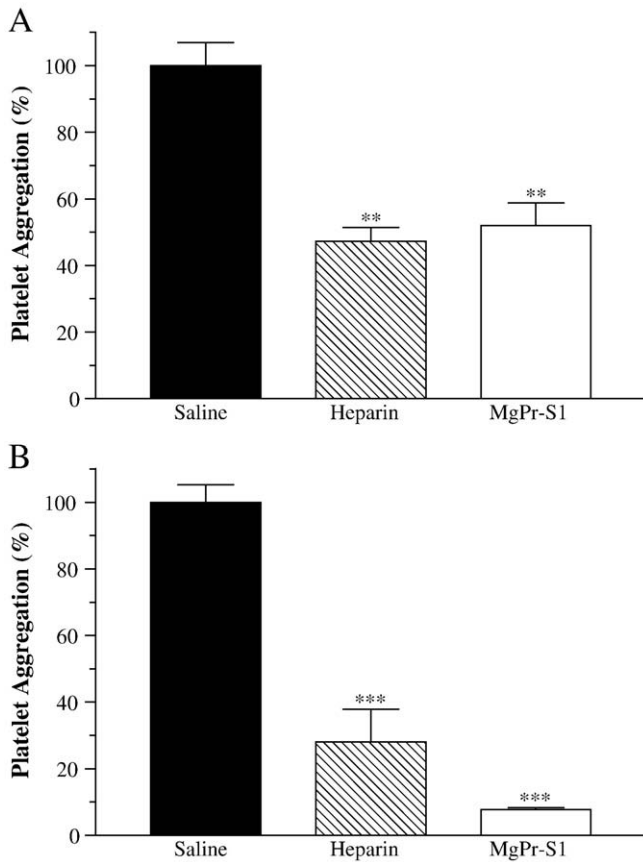 A
Platelet Aggregation (%)
100
80
60
40
20
0
**
**
Saline
Heparin
MgPr-S1
B
Platelet Aggregation (%)
100
80
60
40
20
0
***
***
Saline
Heparin
MgPr-S1